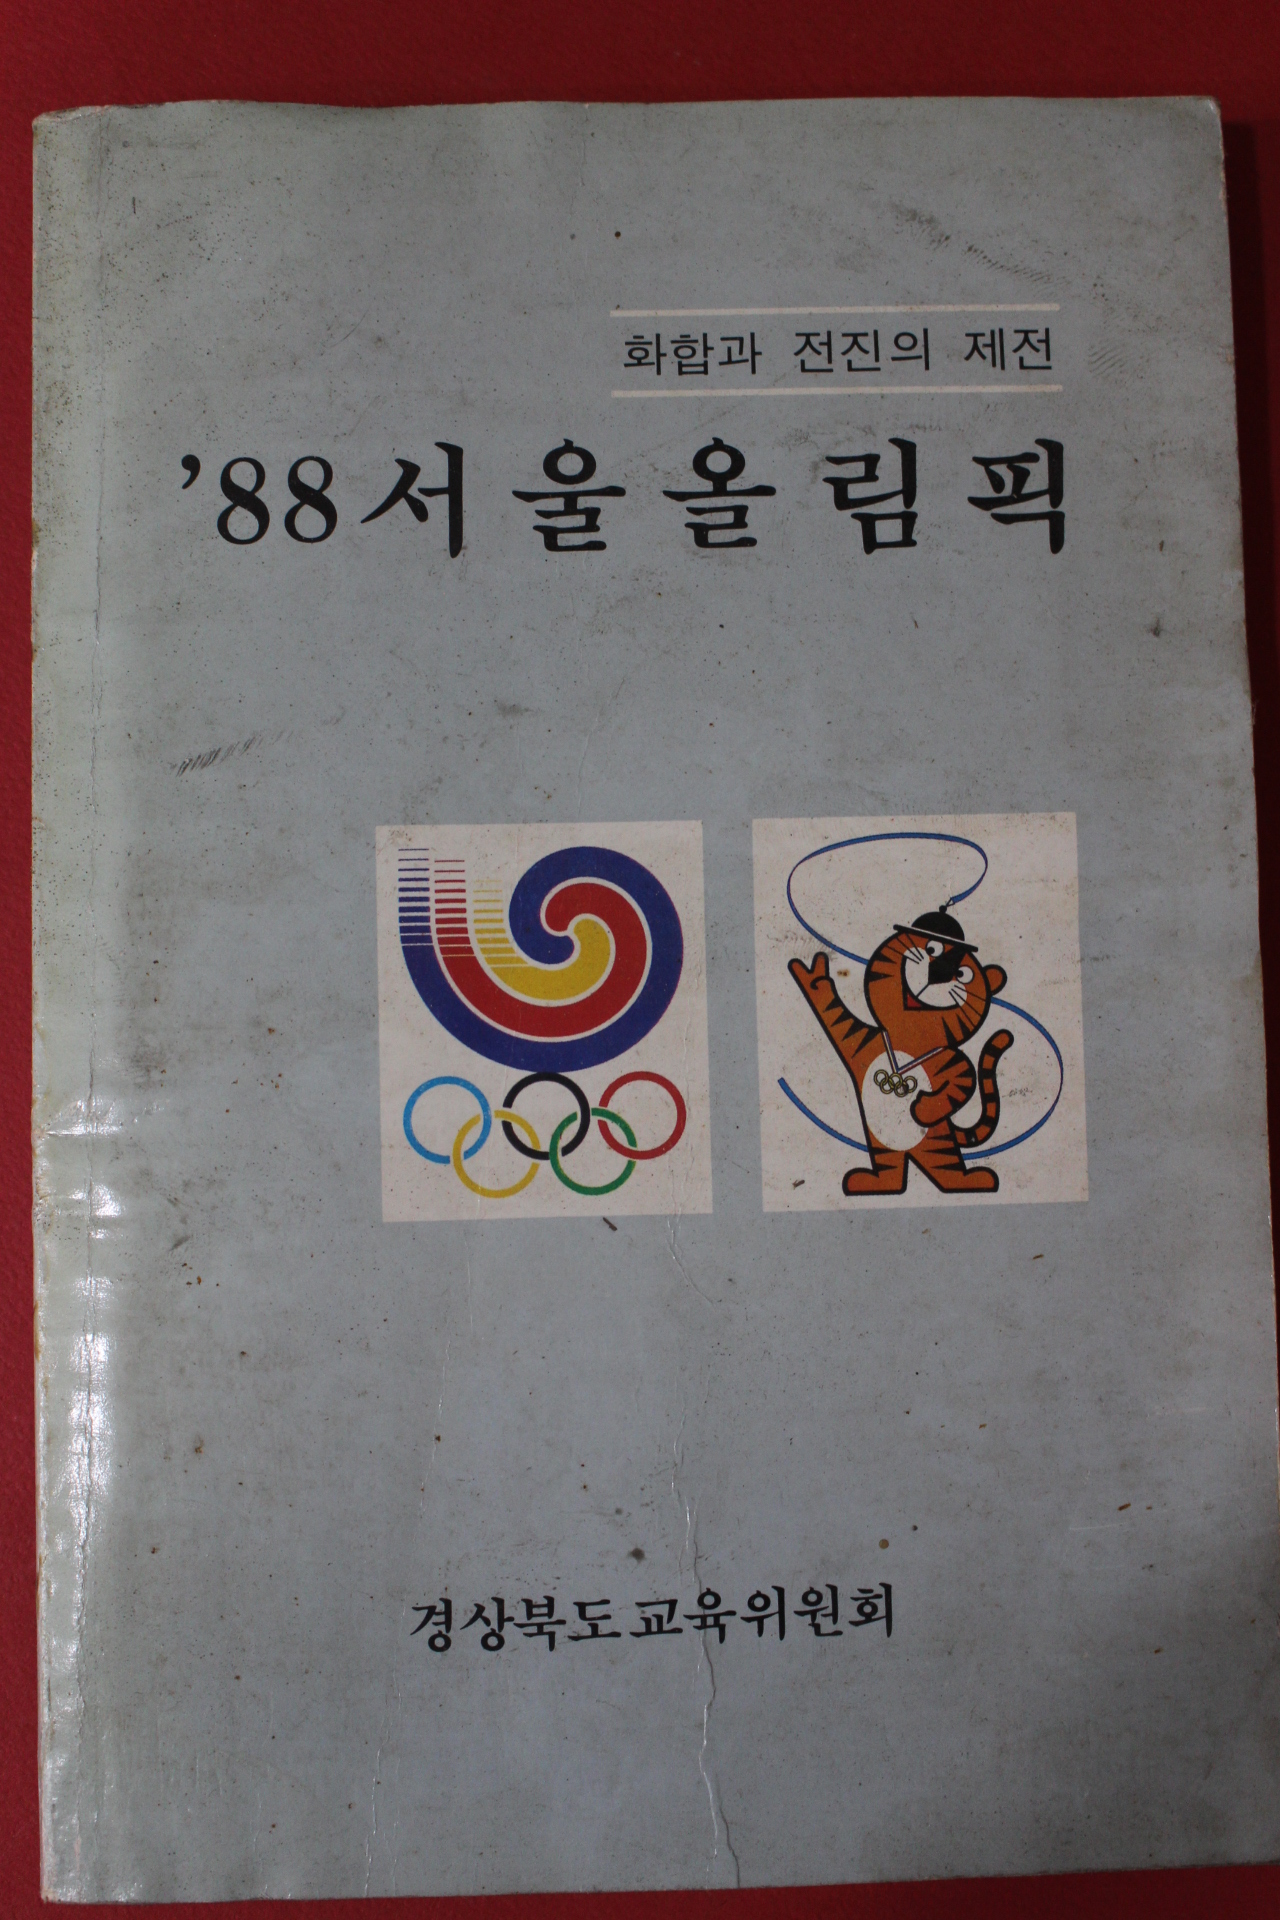 화합과 전진의 제전
’88 서울올림픽
경상북도교육위원회